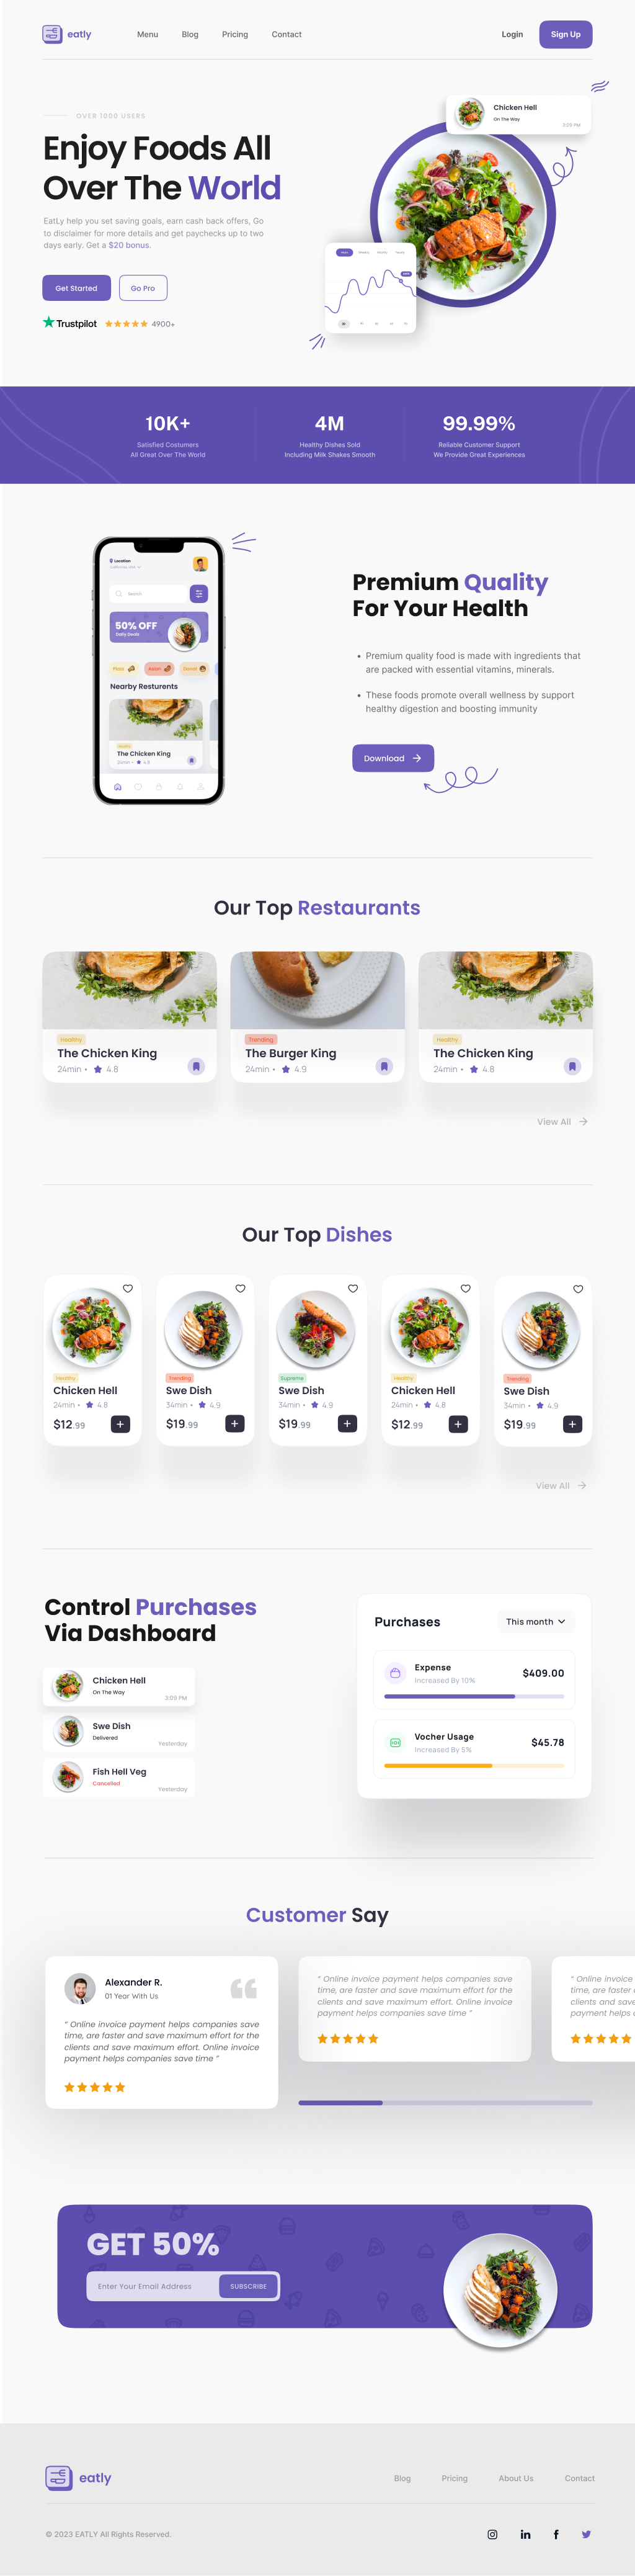 eatly
Menu
Blog
Pricing
Contact
Login
Sign Up
OVER 1000 USERS
Enjoy Foods All
Over The World
EatLy help you set saving goals, earn cash back offers, Go
to disclaimer for more details and get paychecks up to two
days early. Get a $20 bonus.
Get Started
Go Pro
Trustpilot
4900+
Chicken Hell
On The Way
3:09 PM
10K+
Satisfied Costumers
All Great Over The World
4M
Healthy Dishes Sold
Including Milk Shakes Smooth
99.99%
Reliable Customer Support
We Provide Great Experiences
Location
California, USA
Search
50% OFF
Eatly Deals
Pizza
Asian
Donat
Nearby Resturents
Healthy
The Chicken King
24min • 4.8
Premium Quality
For Your Health
• Premium quality food is made with ingredients that
are packed with essential vitamins, minerals.
• These foods promote overall wellness by support
healthy digestion and boosting immunity
Download
Our Top Restaurants
Healthy
The Chicken King
24min • 4.8
Trending
The Burger King
24min • 4.9
Healthy
The Chicken King
24min • 4.8
View All
Our Top Dishes
Healthy
Chicken Hell
24min • 4.8
$12.99
Trending
Swe Dish
34min • 4.9
$19.99
Supreme
Swe Dish
34min • 4.9
$19.99
Healthy
Chicken Hell
24min • 4.8
$12.99
Trending
Swe Dish
34min • 4.9
$19.99
View All
Control Purchases
Via Dashboard
Chicken Hell
On The Way
3:09 PM
Swe Dish
Delivered
Yesterday
Fish Hell Veg
Cancelled
Yesterday
Purchases
This month
Expense
Increased By 10%
$409.00
Vocher Usage
Increased By 5%
$45.78
Customer Say
Alexander R.
01 Year With Us
“ Online invoice payment helps companies save
time, are faster and save maximum effort for the
clients and save maximum effort. Online invoice
payment helps companies save time ”
“ Online invoice payment helps companies save
time, are faster and save maximum effort for the
clients and save maximum effort. Online invoice
payment helps companies save time ”
“ Online invoice
time, are faster
clients and save
payment helps
GET 50%
Enter Your Email Address
SUBSCRIBE
eatly
Blog
Pricing
About Us
Contact
© 2023 EATLY All Rights Reserved.